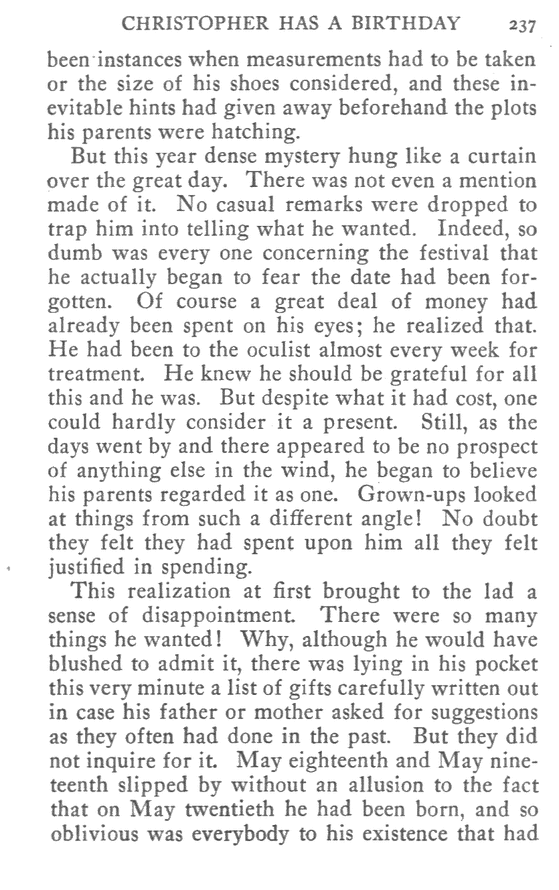 CHRISTOPHER HAS A BIRTHDAY 237
been instances when measurements had to be taken
or the size of his shoes considered, and these in-
evitable hints had given away beforehand the plots
his parents were hatching.
But this year dense mystery hung like a curtain
over the great day. There was not even a mention
made of it. No casual remarks were dropped to
trap him into telling what he wanted. Indeed, so
dumb was every one concerning the festival that
he actually began to fear the date had been for-
gotten. Of course a great deal of money had
already been spent on his eyes; he realized that.
He had been to the oculist almost every week for
treatment. He knew he should be grateful for all
this and he was. But despite what it had cost, one
could hardly consider it a present. Still, as the
days went by and there appeared to be no prospect
of anything else in the wind, he began to believe
his parents regarded it as one. Grown-ups looked
at things from such a different angle! No doubt
they felt they had spent upon him all they felt
justified in spending.
This realization at first brought to the lad a
sense of disappointment. There were so many
things he wanted! Why, although he would have
blushed to admit it, there was lying in his pocket
this very minute a list of gifts carefully written out
in case his father or mother asked for suggestions
as they often had done in the past. But they did
not inquire for it. May eighteenth and May nine-
teenth slipped by without an allusion to the fact
that on May twentieth he had been born, and so
oblivious was everybody to his existence that had